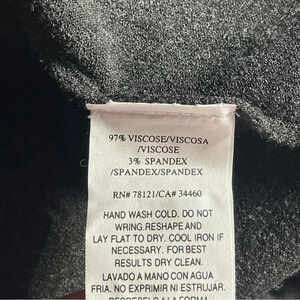 97% VISCOSE/VISCOSA
/VISCOSE
3% SPANDEX
/SPANDEX/SPANDEX
RN# 78121/CA# 34460
HAND WASH COLD. DO NOT
WRING.RESHAPE AND
LAY FLAT TO DRY. COOL IRON IF
NECESSARY. FOR BEST
RESULTS DRY CLEAN.
LAVADO A MANO CON AGUA
FRIA. NO EXPRIMIR NI ESTRUJAR.